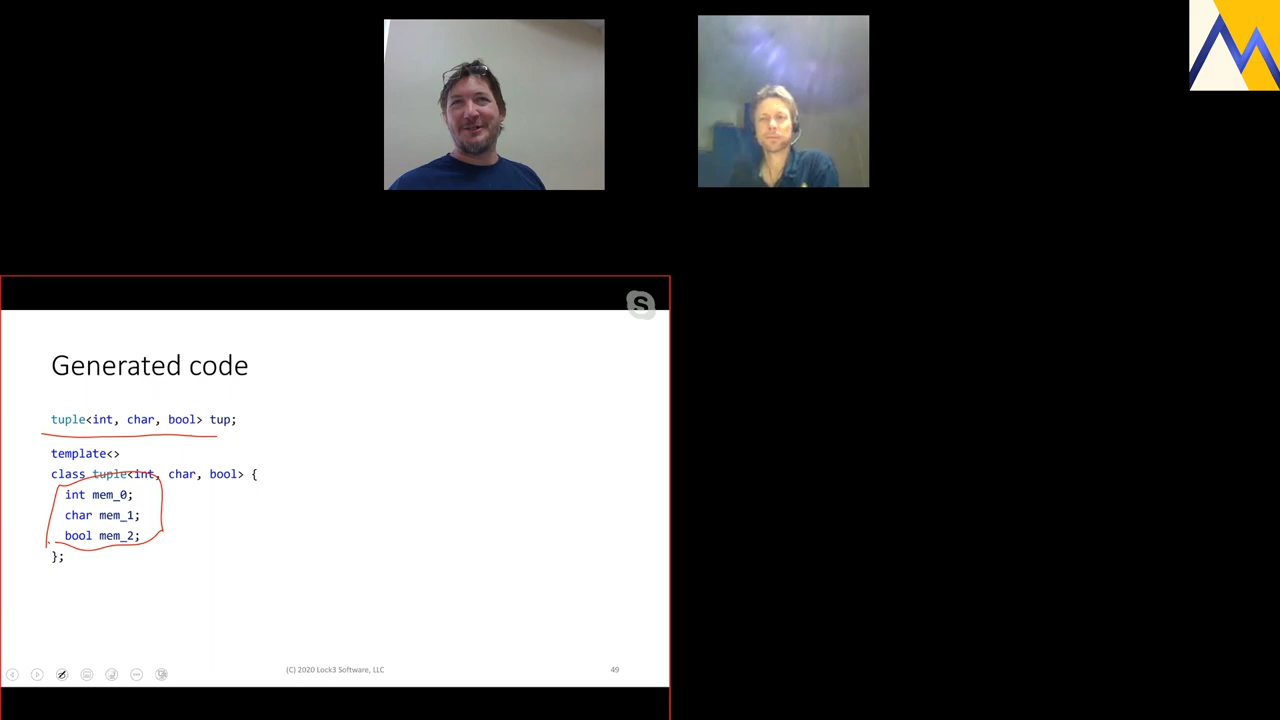 S
Generated code
tuple<int, char, bool> tup;
template<>
class tuple<int, char, bool> {
int mem_0;
char mem_1;
bool mem_2;
};
(C) 2020 Lock3 Software, LLC
49